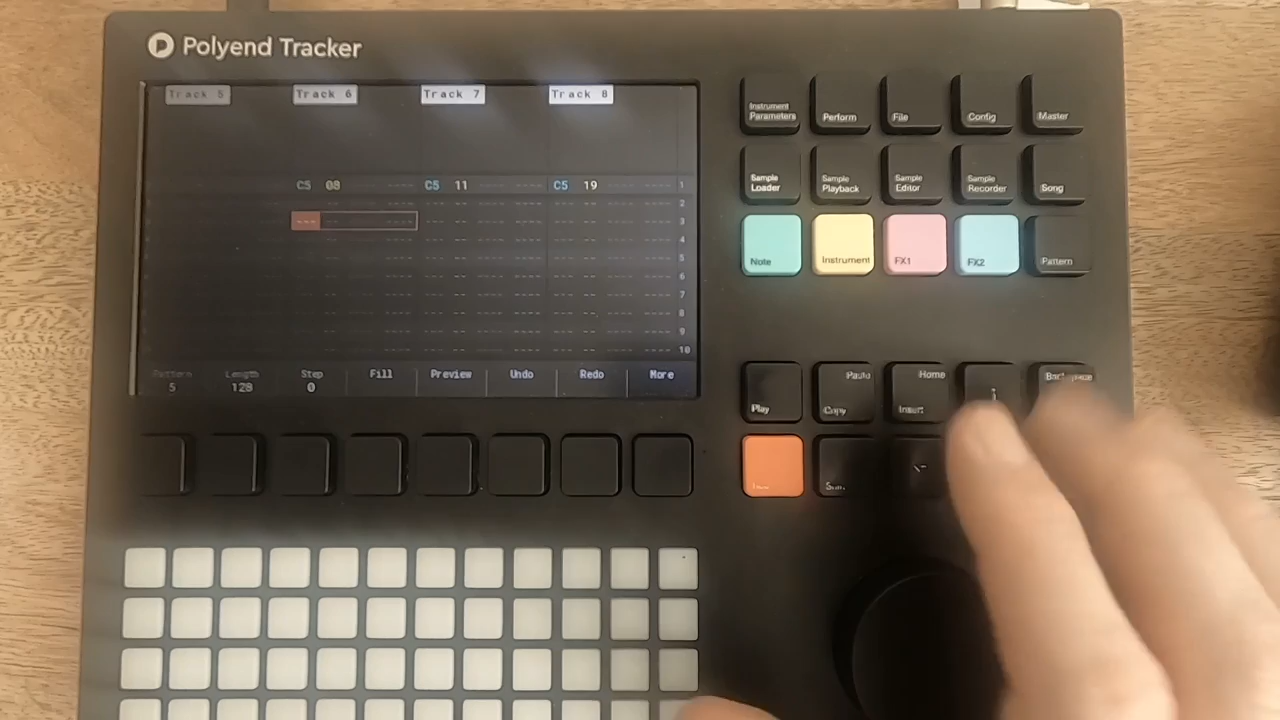 Polyend Tracker
Track 5 Track 6 Track 7 Track 8
C5 08 C5 11 C5 19 1
2
3
4
5
6
7
8
9
10
Pattern Length Step Fill Preview Undo Redo More
5 128 0
Instrument Parameters Perform File Config Master
Sample Loader Sample Playback Sample Editor Sample Recorder Song
Note Instrument FX1 FX2 Pattern
Paste Home
Play Copy Insert